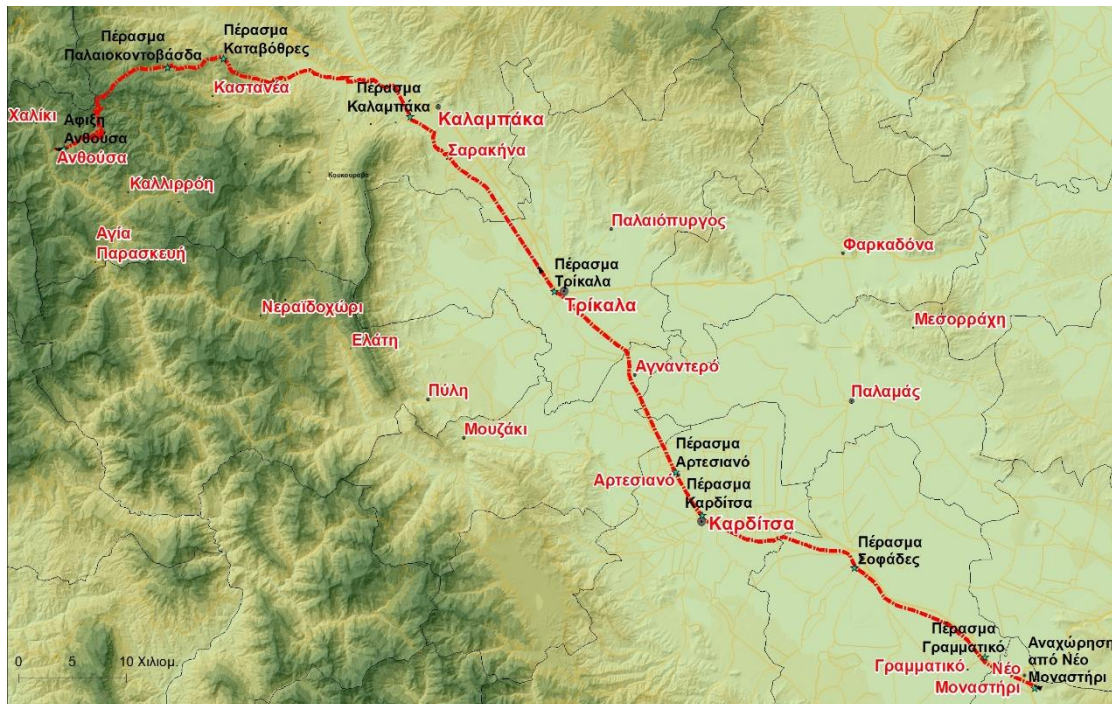 Πέρασμα
Παλαιοκοντοβάσδα
Πέρασμα
Καταβόθρες
Καστανέα
Πέρασμα
Καλαμπάκα
Καλαμπάκα
Χαλίκι
Άφιξη
Ανθούσα
Ανθούσα
Σαρακήνα
Καλλιρρόη
Κουκουράβα
Αγία
Παρασκευή
Παλαιόπυργος
Φαρκαδόνα
Πέρασμα
Τρίκαλα
Τρίκαλα
Νεραϊδοχώρι
Μεσορράχη
Ελάτη
Αγναντερό
Πύλη
Παλαμάς
Μουζάκι
Πέρασμα
Αρτεσιανό
Αρτεσιανό
Πέρασμα
Καρδίτσα
Καρδίτσα
Πέρασμα
Σοφάδες
Πέρασμα
Γραμματικό
Γραμματικό
Αναχώρηση
από Νέο
Μοναστήρι
Νέο
Μοναστήρι
0 5 10 Χιλιομ.